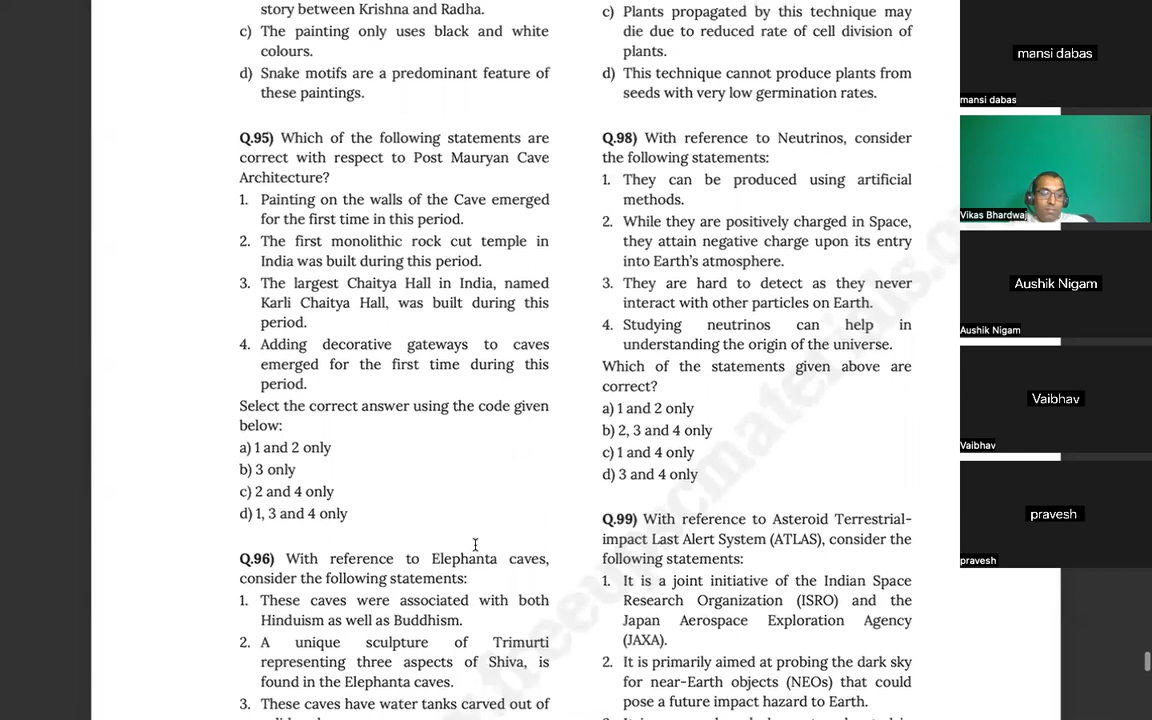 story between Krishna and Radha.
c) The painting only uses black and white
colours.
d) Snake motifs are a predominant feature of
these paintings.
Q.95) Which of the following statements are
correct with respect to Post Mauryan Cave
Architecture?
1. Painting on the walls of the Cave emerged
for the first time in this period.
2. The first monolithic rock cut temple in
India was built during this period.
3. The largest Chaitya Hall in India, named
Karli Chaitya Hall, was built during this
period.
4. Adding decorative gateways to caves
emerged for the first time during this
period.
Select the correct answer using the code given
below:
a) 1 and 2 only
b) 3 only
c) 2 and 4 only
d) 1, 3 and 4 only
Q.96) With reference to Elephanta caves,
consider the following statements:
1. These caves were associated with both
Hinduism as well as Buddhism.
2. A unique sculpture of Trimurti
representing three aspects of Shiva, is
found in the Elephanta caves.
3. These caves have water tanks carved out of
c) Plants propagated by this technique may
die due to reduced rate of cell division of
plants.
d) This technique cannot produce plants from
seeds with very low germination rates.
Q.98) With reference to Neutrinos, consider
the following statements:
1. They can be produced using artificial
methods.
2. While they are positively charged in Space,
they attain negative charge upon its entry
into Earth's atmosphere.
3. They are hard to detect as they never
interact with other particles on Earth.
4. Studying neutrinos can help in
understanding the origin of the universe.
Which of the statements given above are
correct?
a) 1 and 2 only
b) 2, 3 and 4 only
c) 1 and 4 only
d) 3 and 4 only
Q.99) With reference to Asteroid Terrestrial-
impact Last Alert System (ATLAS), consider the
following statements:
1. It is a joint initiative of the Indian Space
Research Organization (ISRO) and the
Japan Aerospace Exploration Agency
(JAXA).
2. It is primarily aimed at probing the dark sky
for near-Earth objects (NEOs) that could
pose a future impact hazard to Earth.
mansi dabas
mansi dabas
Vikas Bhardwaj
Aushik Nigam
Aushik Nigam
Vaibhav
Vaibhav
pravesh
pravesh